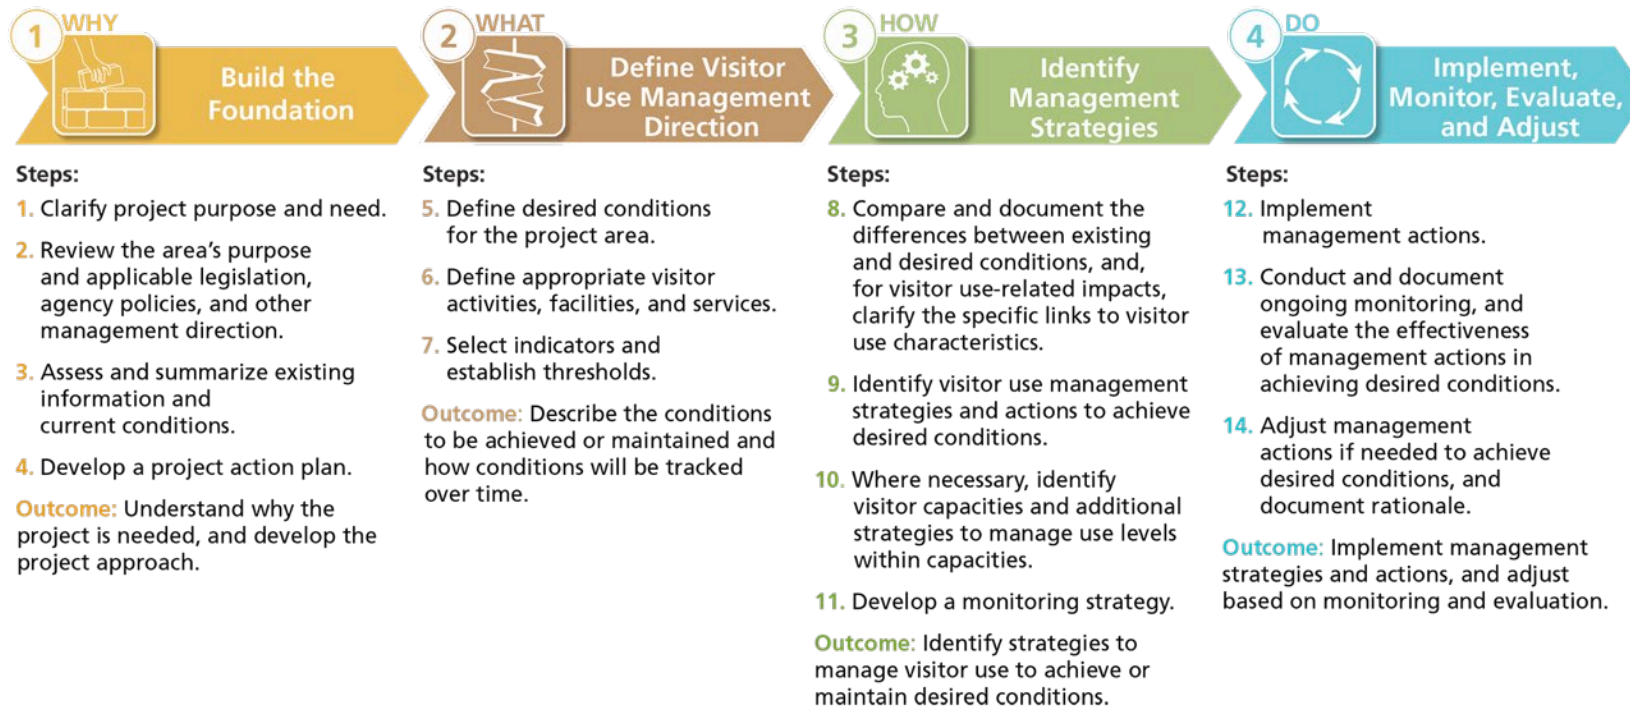 1 WHY
Build the
Foundation
Steps:
1. Clarify project purpose and need.
2. Review the area's purpose
and applicable legislation,
agency policies, and other
management direction.
3. Assess and summarize existing
information and
current conditions.
4. Develop a project action plan.
Outcome: Understand why the
project is needed, and develop the
project approach.
2 WHAT
Define Visitor
Use Management
Direction
Steps:
5. Define desired conditions
for the project area.
6. Define appropriate visitor
activities, facilities, and services.
7. Select indicators and
establish thresholds.
Outcome: Describe the conditions
to be achieved or maintained and
how conditions will be tracked
over time.
3 HOW
Identify
Management
Strategies
Steps:
8. Compare and document the
differences between existing
and desired conditions, and,
for visitor use-related impacts,
clarify the specific links to visitor
use characteristics.
9. Identify visitor use management
strategies and actions to achieve
desired conditions.
10. Where necessary, identify
visitor capacities and additional
strategies to manage use levels
within capacities.
11. Develop a monitoring strategy.
Outcome: Identify strategies to
manage visitor use to achieve or
maintain desired conditions.
4 DO
Implement,
Monitor, Evaluate,
and Adjust
Steps:
12. Implement
management actions.
13. Conduct and document
ongoing monitoring, and
evaluate the effectiveness
of management actions in
achieving desired conditions.
14. Adjust management
actions if needed to achieve
desired conditions, and
document rationale.
Outcome: Implement management
strategies and actions, and adjust
based on monitoring and evaluation.